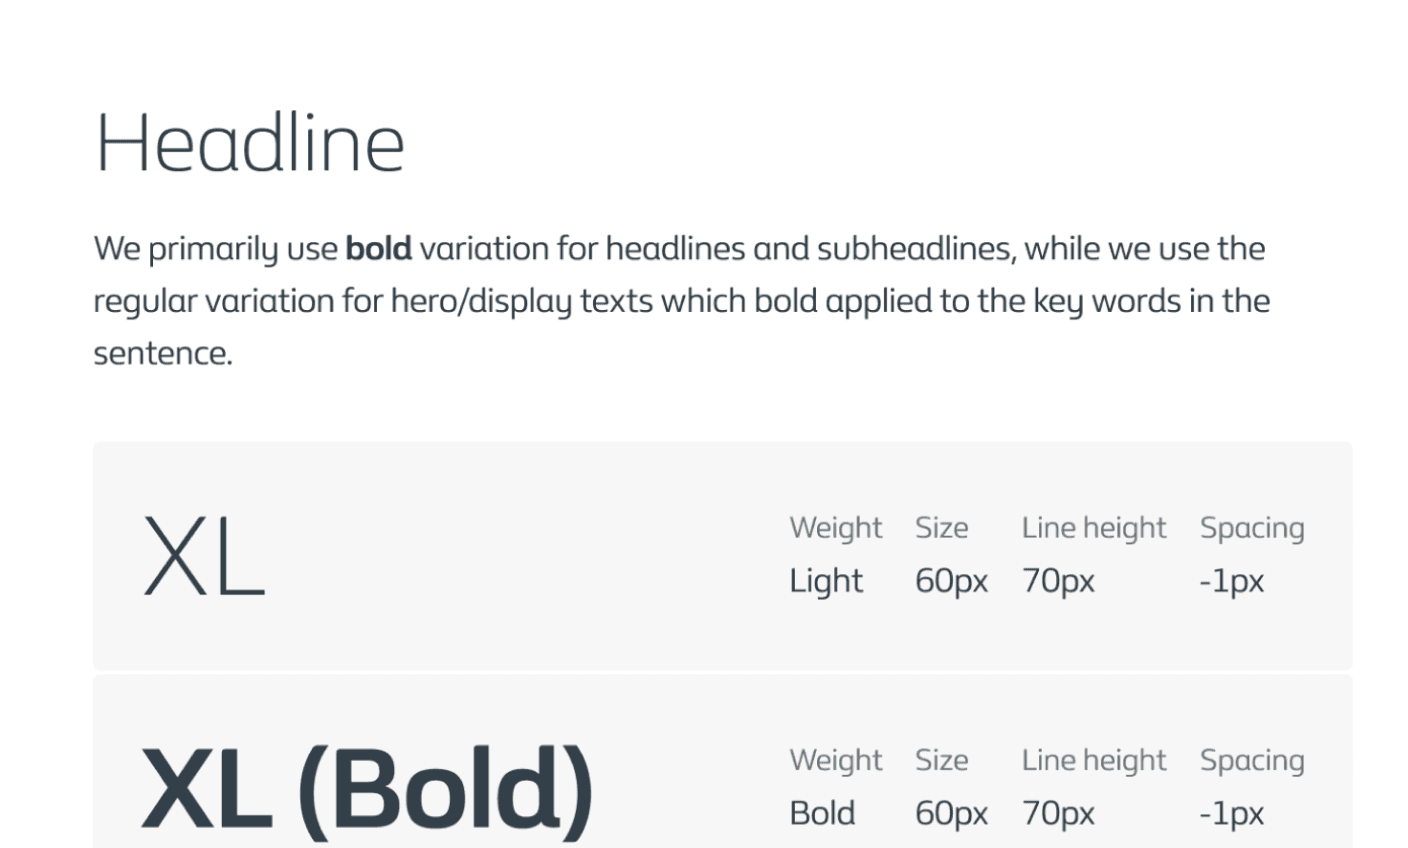 Headline
We primarily use bold variation for headlines and subheadlines, while we use the
regular variation for hero/display texts which bold applied to the key words in the
sentence.
XL
Weight Size Line height Spacing
Light 60px 70px -1px
XL (Bold)
Weight Size Line height Spacing
Bold 60px 70px -1px